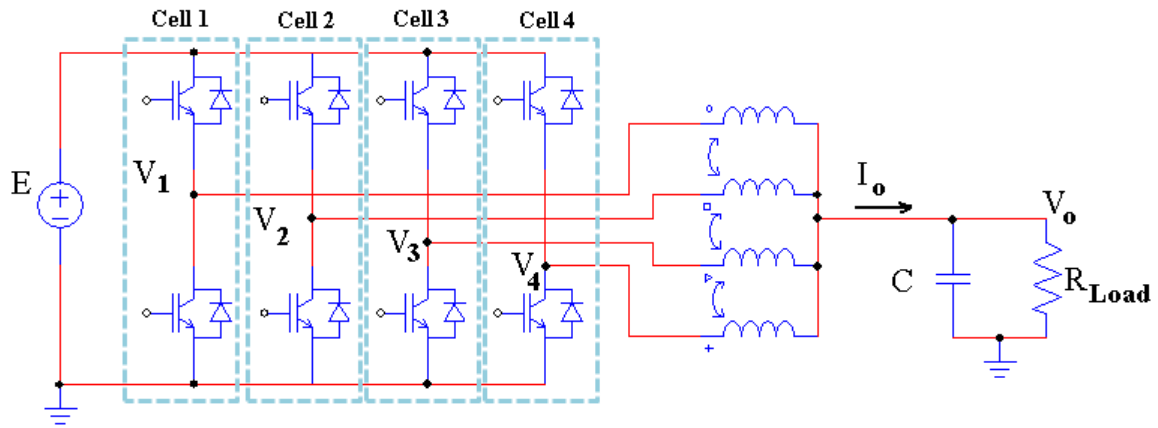 Cell 1
Cell 2
Cell 3
Cell 4
E
V1
V2
V3
V4
Io
Vo
C
RLoad